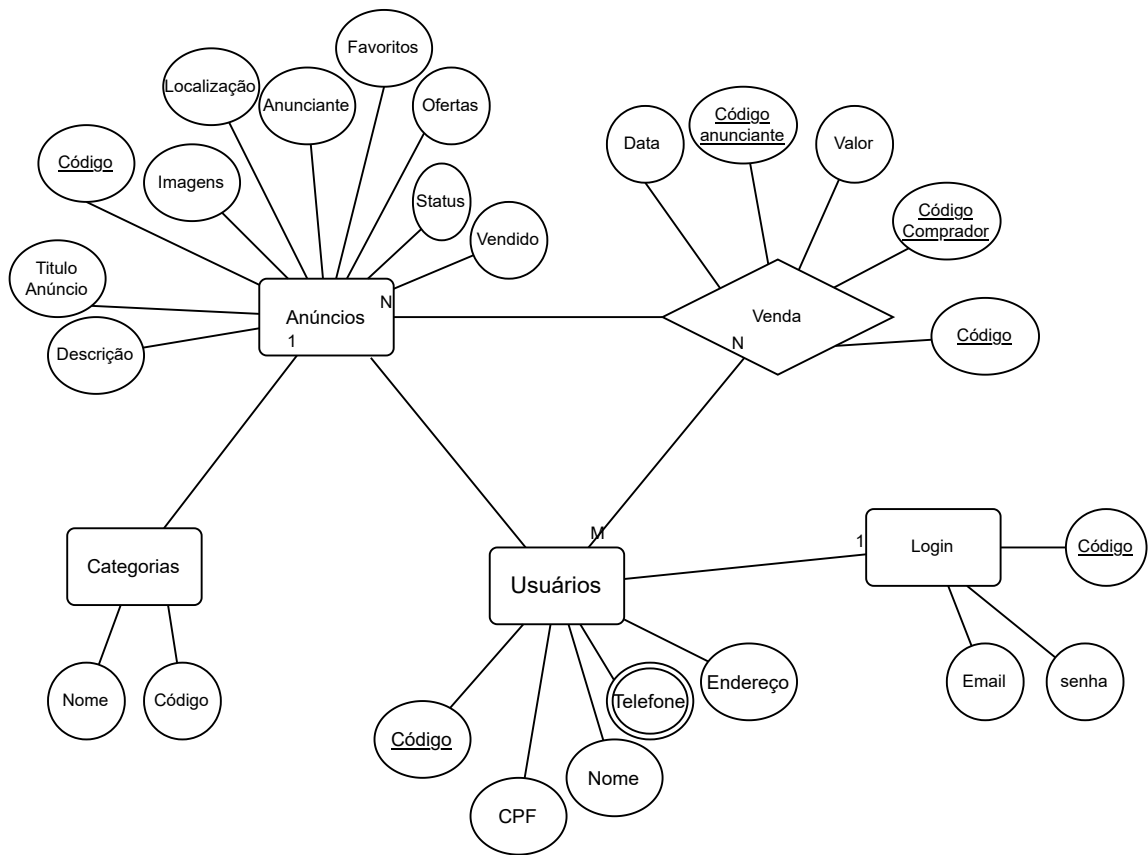 Favoritos
Localização
Anunciante
Ofertas
Código
anunciante
Data
Valor
Código
Imagens
Status
Código
Comprador
Vendido
Titulo
Anúncio
N
Anúncios
Venda
Código
1
N
Descrição
M
1
Login
Código
Categorias
Usuários
Nome
Código
Telefone
Endereço
Email
senha
Código
Nome
CPF